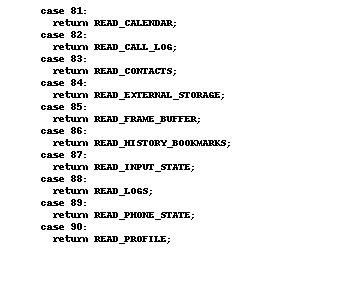 case 81:
return READ_CALENDAR;
case 82:
return READ_CALL_LOG;
case 83:
return READ_CONTACTS;
case 84:
return READ_EXTERNAL_STORAGE;
case 85:
return READ_FRAME_BUFFER;
case 86:
return READ_HISTORY_BOOKMARKS;
case 87:
return READ_INPUT_STATE;
case 88:
return READ_LOGS;
case 89:
return READ_PHONE_STATE;
case 90:
return READ_PROFILE;